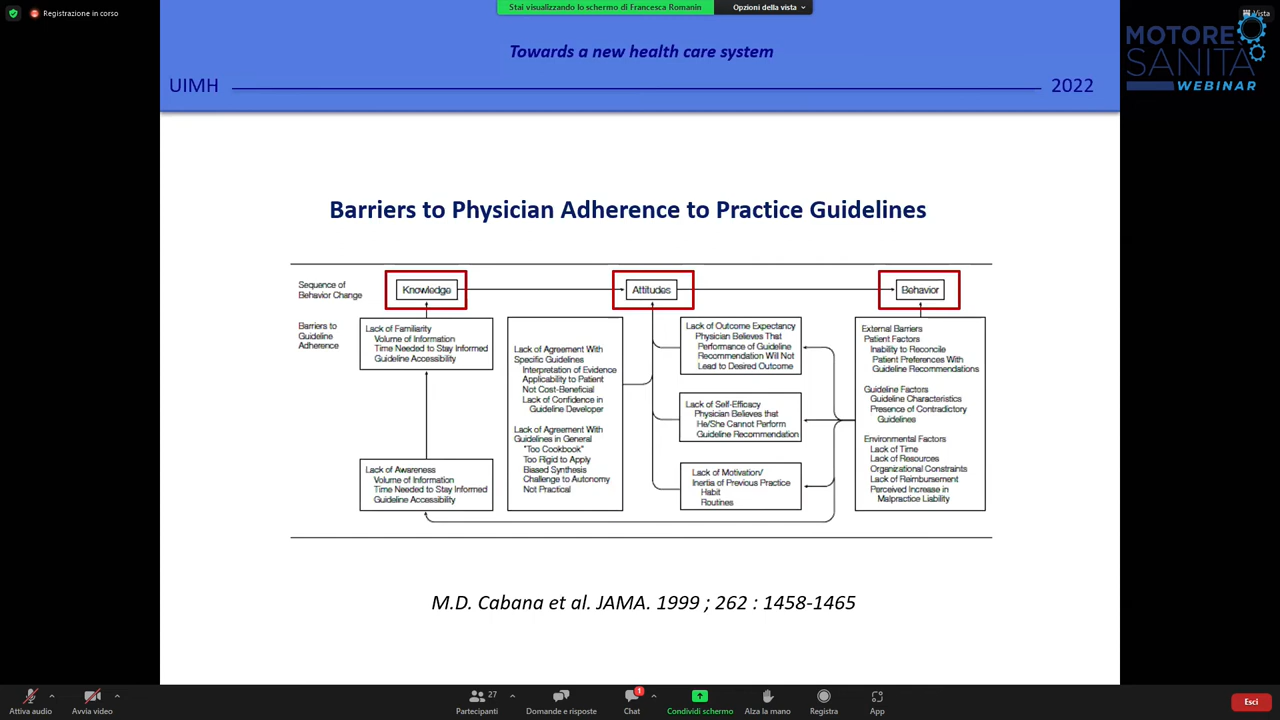 Registrazione in corso
Stai visualizzando lo schermo di Francesca Romanin
Opzioni della vista
Vista
MOTORE
SANITÀ
WEBINAR
Towards a new health care system
UIMH
2022
Barriers to Physician Adherence to Practice Guidelines
Sequence of
Behavior Change
Knowledge
Attitudes
Behavior
Barriers to
Guideline
Adherence
Lack of Familiarity
Volume of Information
Time Needed to Stay Informed
Guideline Accessibility
Lack of Awareness
Volume of Information
Time Needed to Stay Informed
Guideline Accessibility
Lack of Agreement With
Specific Guidelines
Interpretation of Evidence
Applicability to Patient
Not Cost-Beneficial
Lack of Confidence in
Guideline Developer
Lack of Agreement With
Guidelines in General
"Too Cookbook"
Too Rigid to Apply
Biased Synthesis
Challenge to Autonomy
Not Practical
Lack of Outcome Expectancy
Physician Believes That
Performance of Guideline
Recommendation Will Not
Lead to Desired Outcome
Lack of Self-Efficacy
Physician Believes that
He/She Cannot Perform
Guideline Recommendation
Lack of Motivation/
Inertia of Previous Practice
Habit
Routines
External Barriers
Patient Factors
Inability to Reconcile
Patient Preferences With
Guideline Recommendations
Guideline Factors
Guideline Characteristics
Presence of Contradictory
Guidelines
Environmental Factors
Lack of Time
Lack of Resources
Organizational Constraints
Lack of Reimbursement
Perceived Increase in
Malpractice Liability
M.D. Cabana et al. JAMA. 1999 ; 262 : 1458-1465
Attiva audio
Avvia video
27
Partecipanti
Domande e risposte
1
Chat
Condividi schermo
Alza la mano
Registra
App
Esci